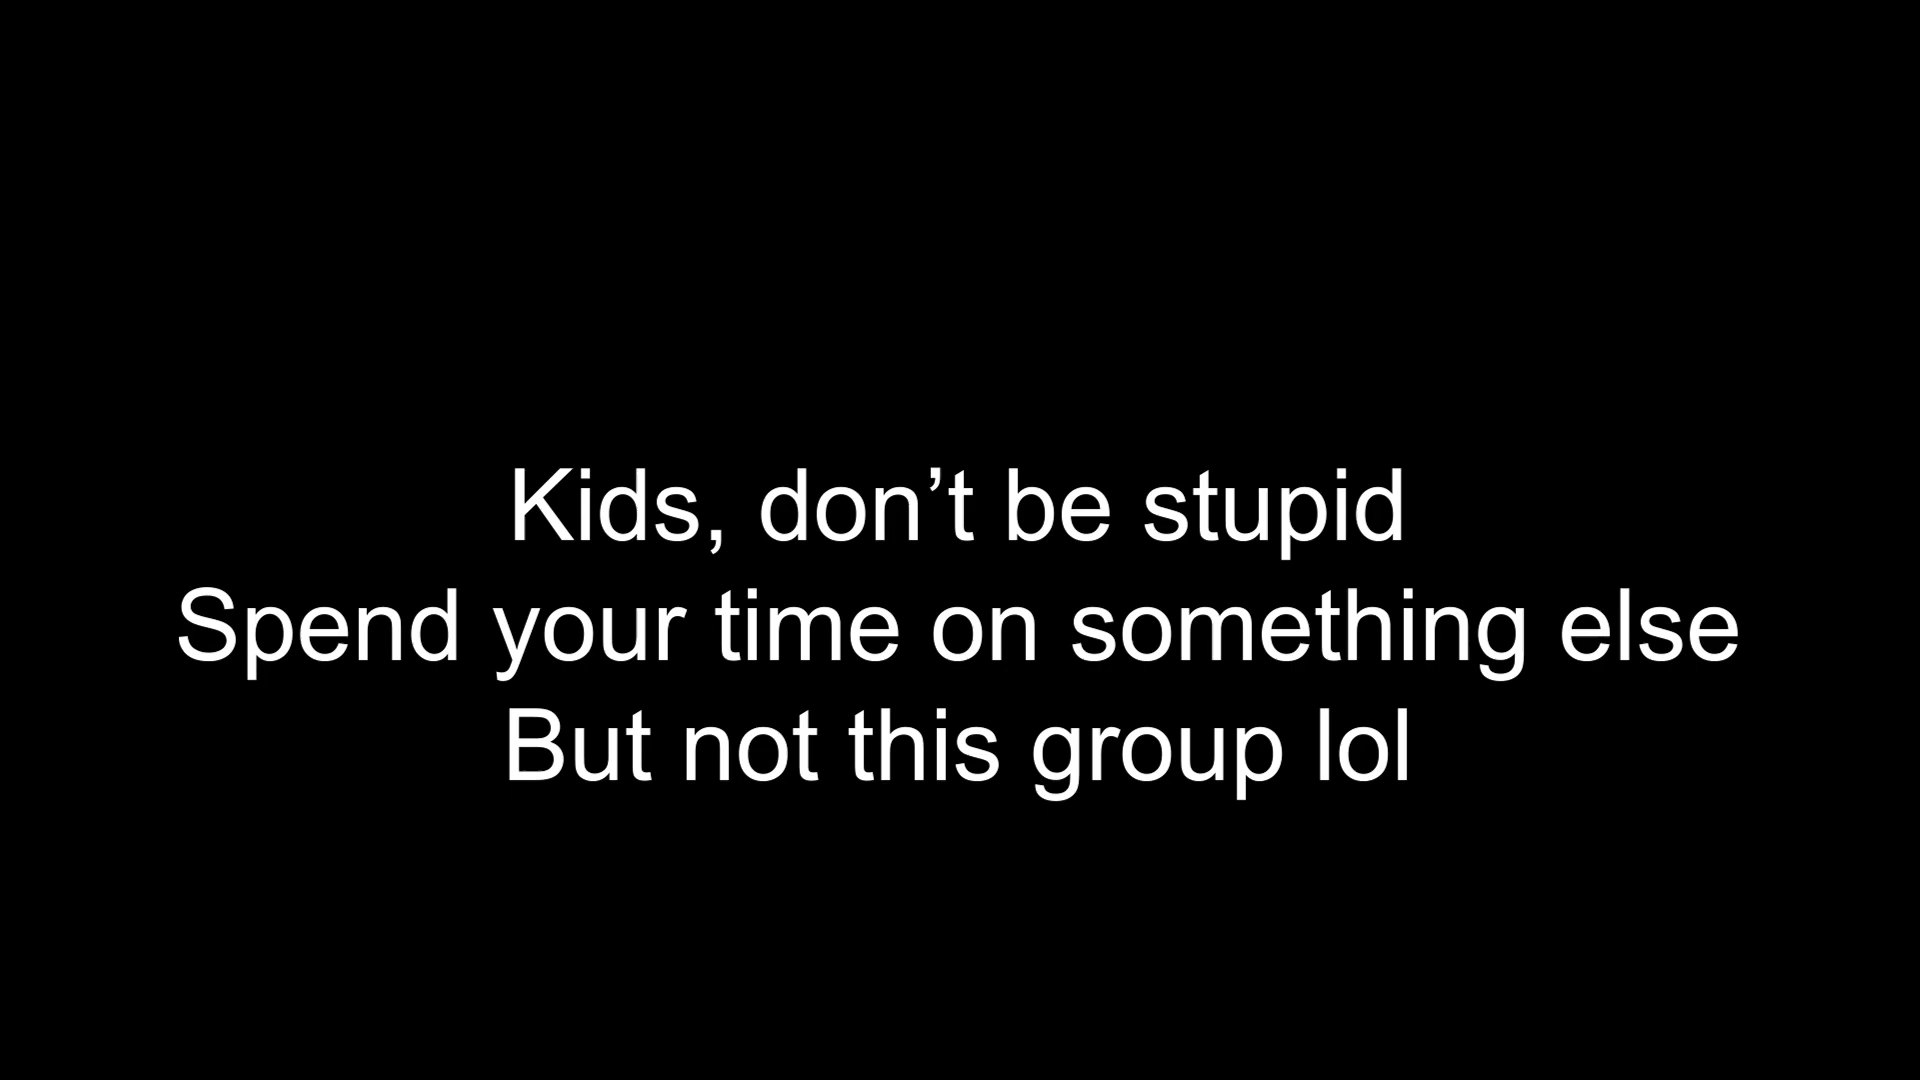 Kids, don’t be stupid
Spend your time on something else
But not this group lol